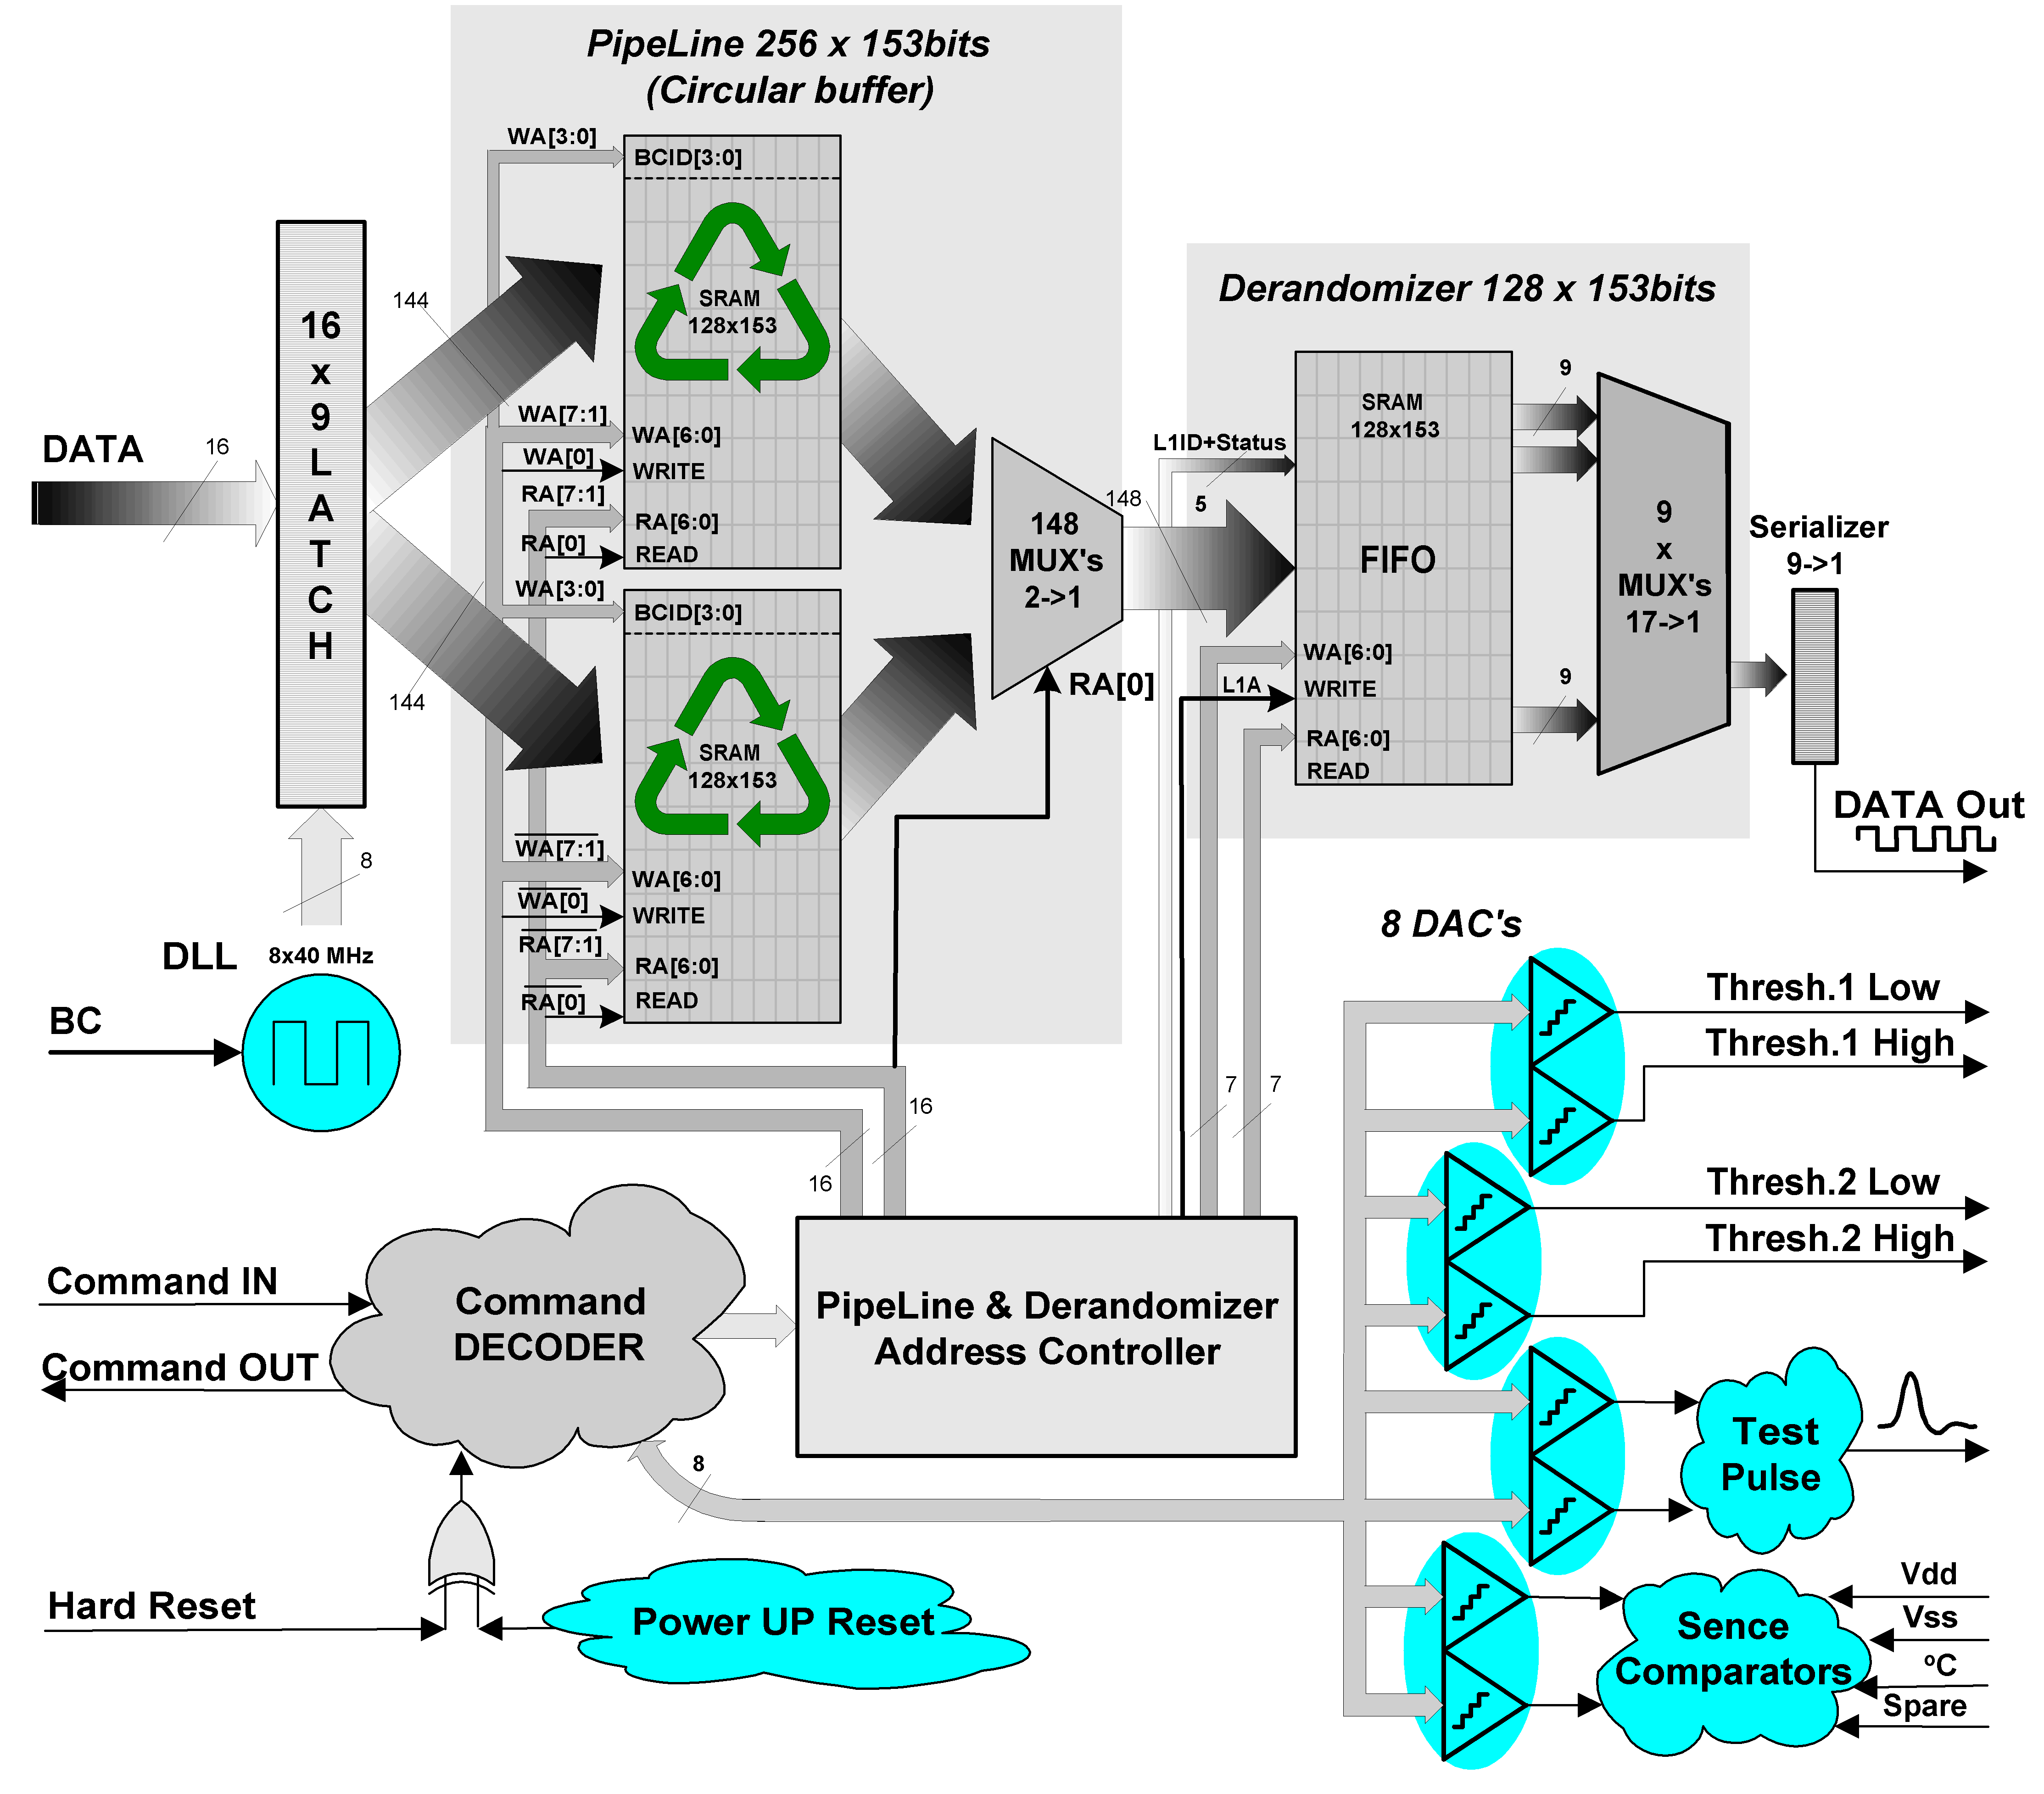 PipeLine 256 x 153bits
(Circular buffer)
WA[3:0]
BCID[3:0]
16
x
9
L
A
T
C
H
144
SRAM
128x153
WA[7:1]
WA[6:0]
WA[0]
WRITE
RA[7:1]
RA[6:0]
RA[0]
READ
DATA
16
WA[3:0]
BCID[3:0]
144
SRAM
128x153
WA[7:1]
WA[6:0]
WA[0]
WRITE
RA[7:1]
RA[6:0]
RA[0]
READ
148
MUX's
2->1
RA[0]
Derandomizer 128 x 153bits
SRAM
128x153
L1ID+Status
5
148
FIFO
WA[6:0]
L1A
WRITE
RA[6:0]
READ
9
9
9
x
MUX's
17->1
Serializer
9->1
DATA Out
8
DLL
8x40 MHz
BC
16
16
7
7
8 DAC's
Thresh.1 Low
Thresh.1 High
Thresh.2 Low
Thresh.2 High
Command IN
Command OUT
Command
DECODER
PipeLine & Derandomizer
Address Controller
8
Test
Pulse
Hard Reset
Power UP Reset
Sence
Comparators
Vdd
Vss
ºC
Spare